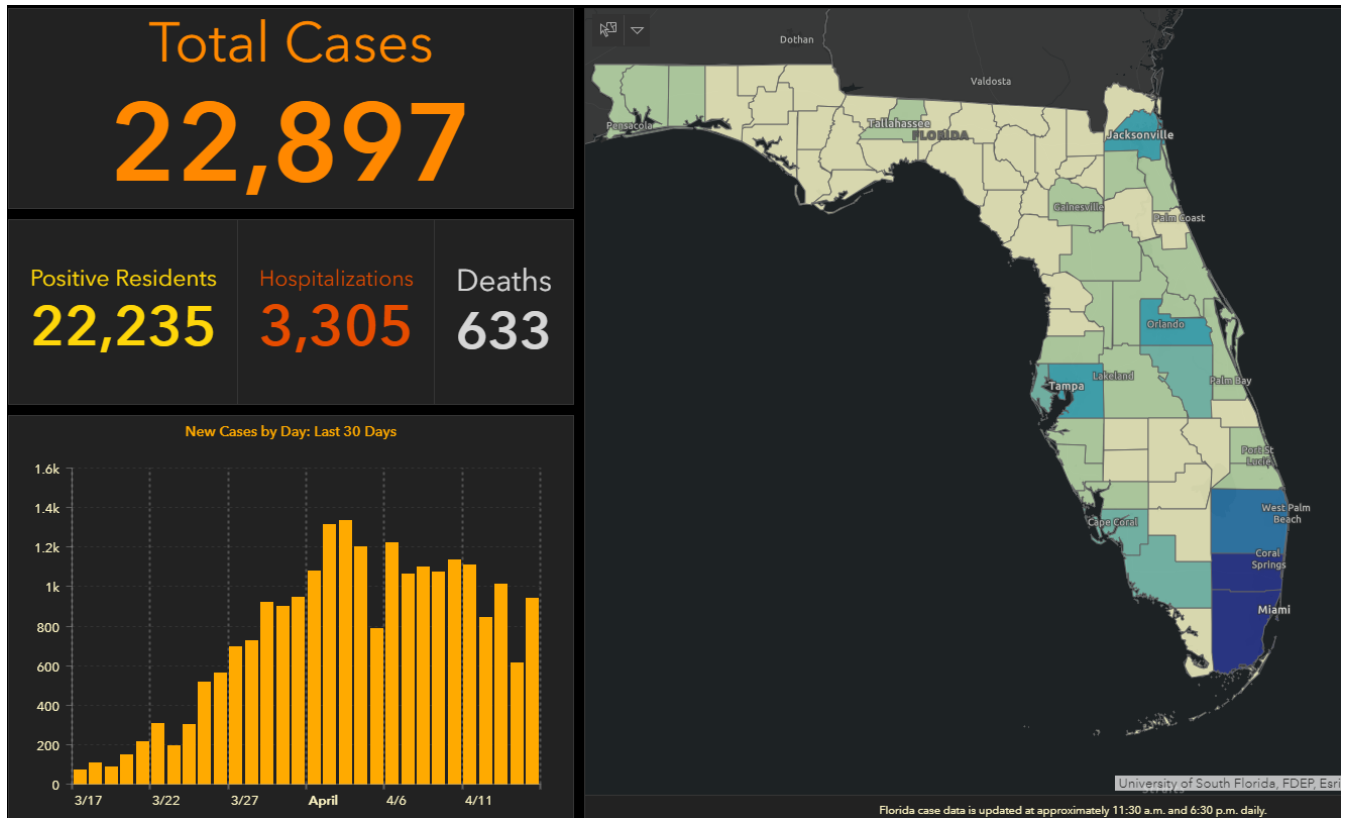 Total Cases
22,897
Positive Residents
22,235
Hospitalizations
3,305
Deaths
633
New Cases by Day: Last 30 Days
1.6k
1.4k
1.2k
1k
800
600
400
200
0
3/17
3/22
3/27
April
4/6
4/11
Dothan
Valdosta
Pensacola
Tallahassee
FLORIDA
Jacksonville
Gainesville
Palm Coast
Orlando
Lakeland
Tampa
Palm Bay
Port St.
Lucie
Cape Coral
West Palm
Beach
Coral
Springs
Miami
University of South Florida, FDEP, Esri
Florida case data is updated at approximately 11:30 a.m. and 6:30 p.m. daily.